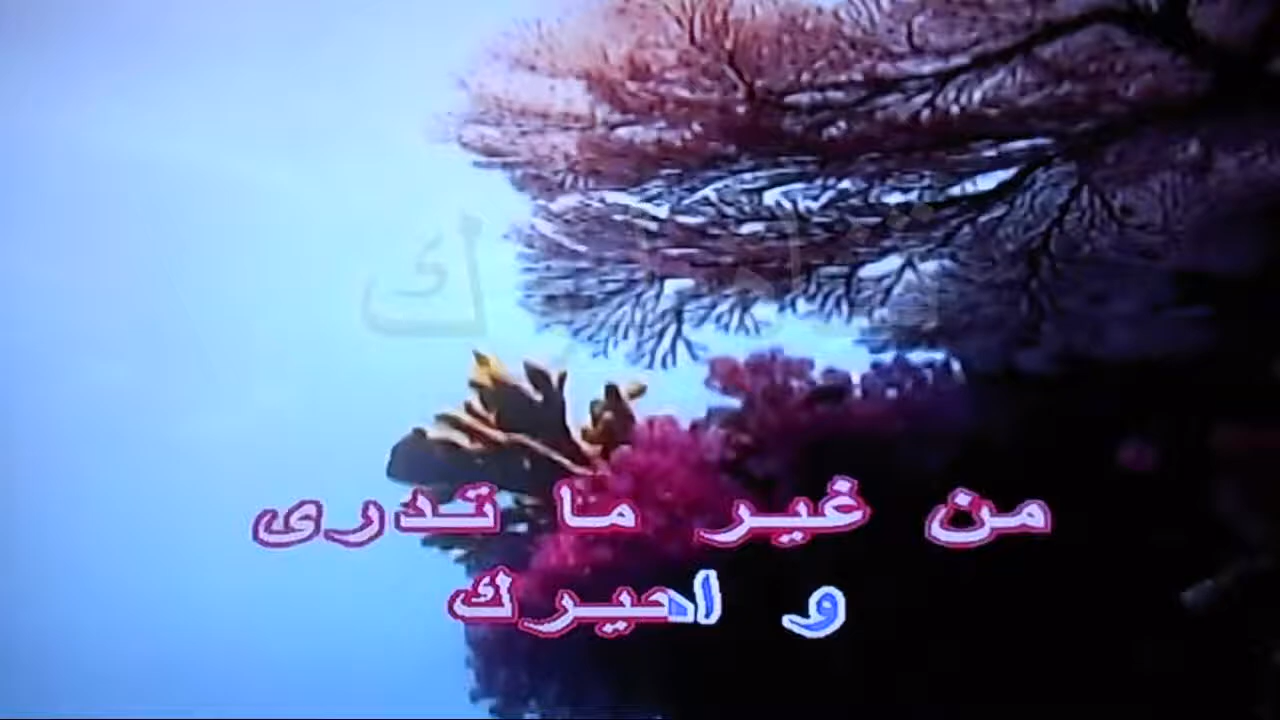 من غير ما تدرى
و احيرك